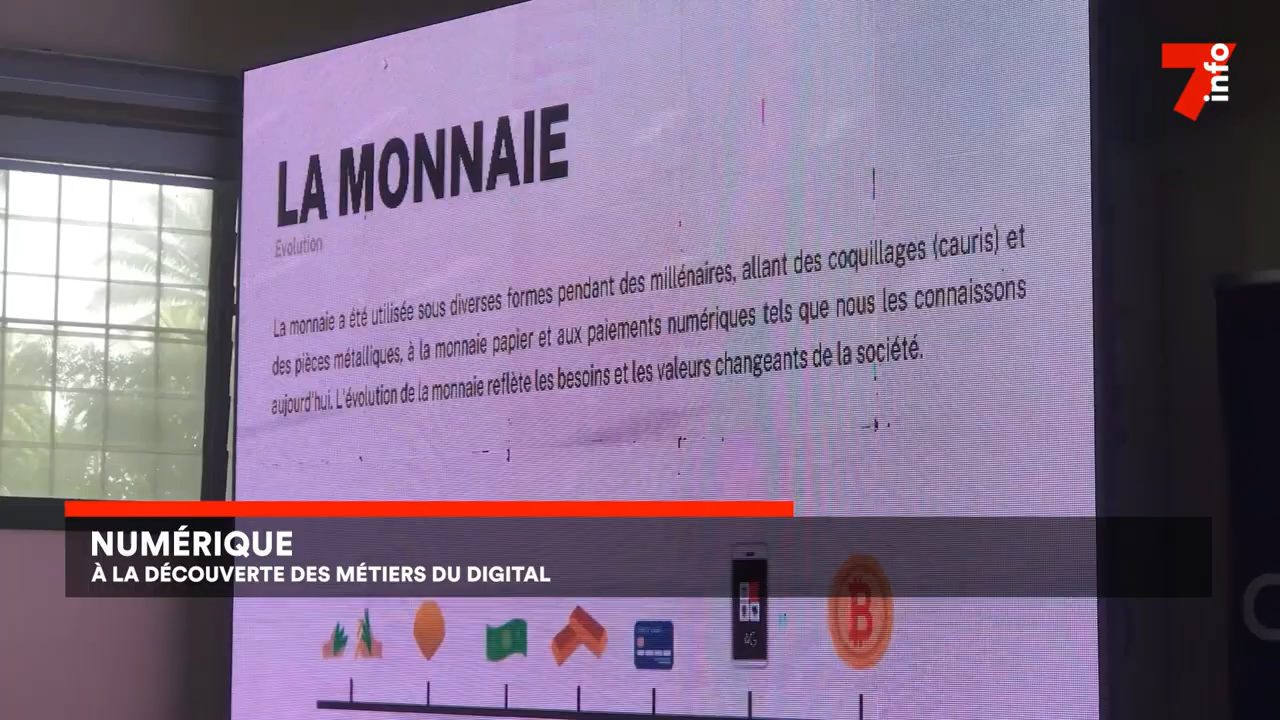 7 info
LA MONNAIE
Evolution
La monnaie a été utilisée sous diverses formes pendant des millénaires, allant des coquillages (cauris) et
des pièces métalliques, à la monnaie papier et aux paiements numériques tels que nous les connaissons
aujourd'hui. L'évolution de la monnaie reflète les besoins et les valeurs changeants de la société.
NUMÉRIQUE
À LA DÉCOUVERTE DES MÉTIERS DU DIGITAL
4G